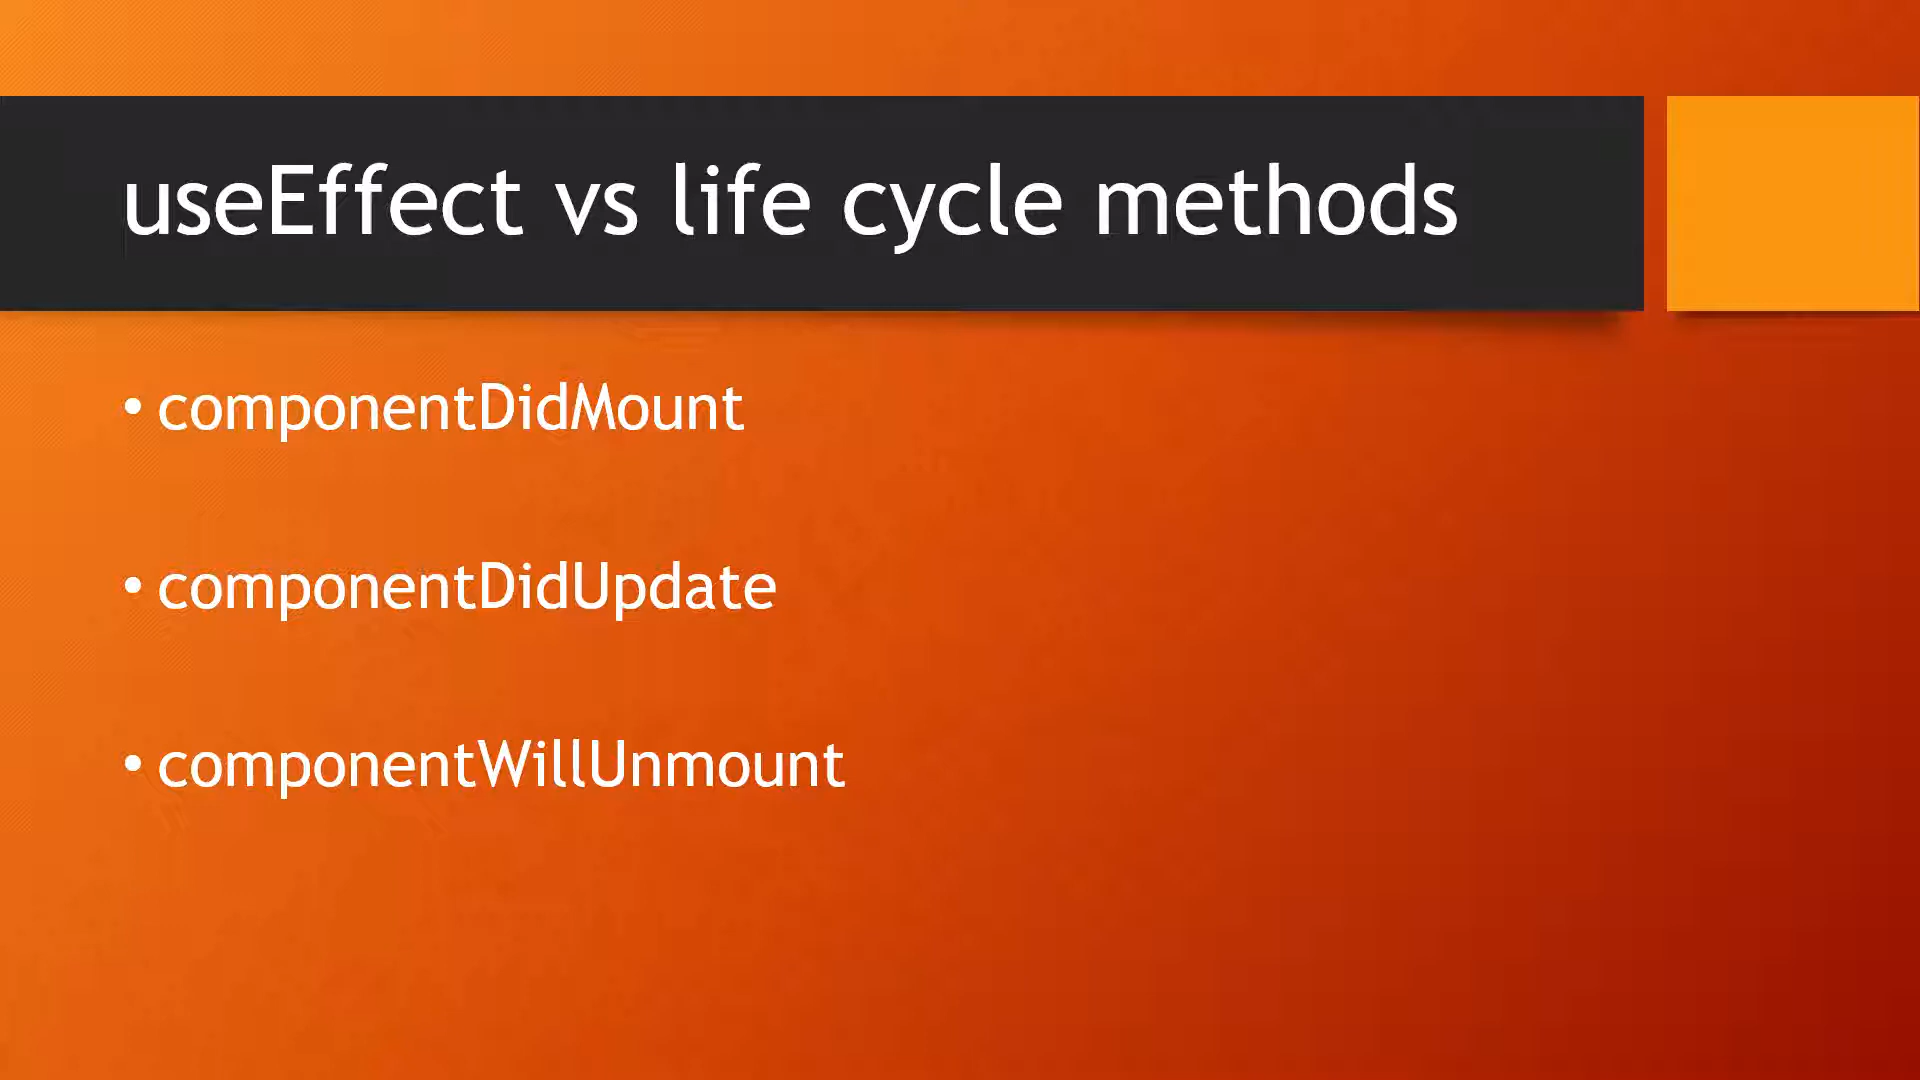 useEffect vs life cycle methods
• componentDidMount
• componentDidUpdate
• componentWillUnmount